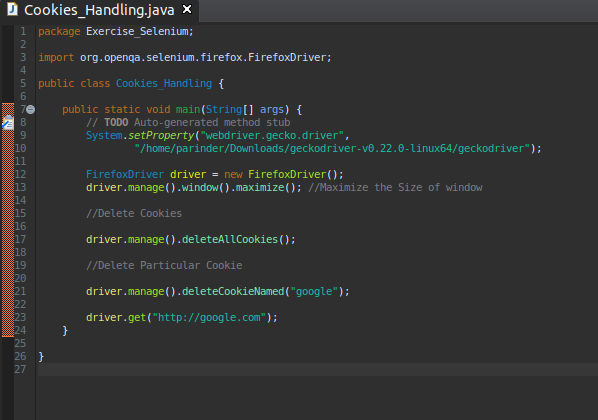 Cookies_Handling.java
1 package Exercise_Selenium;
2
3 import org.openqa.selenium.firefox.FirefoxDriver;
4
5 public class Cookies_Handling {
6
7 public static void main(String[] args) {
8 // TODO Auto-generated method stub
9 System.setProperty("webdriver.gecko.driver",
10 "/home/parinder/Downloads/geckodriver-v0.22.0-linux64/geckodriver");
11
12 FirefoxDriver driver = new FirefoxDriver();
13 driver.manage().window().maximize(); //Maximize the Size of window
14
15 //Delete Cookies
16
17 driver.manage().deleteAllCookies();
18
19 //Delete Particular Cookie
20
21 driver.manage().deleteCookieNamed("google");
22
23 driver.get("http://google.com");
24 }
25
26 }
27